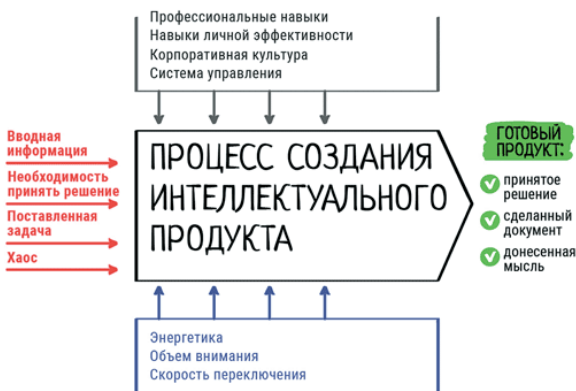 Профессиональные навыки
Навыки личной эффективности
Корпоративная культура
Система управления
Вводная
информация
Необходимость
принять решение
Поставленная
задача
Хаос
ПРОЦЕСС СОЗДАНИЯ
ИНТЕЛЛЕКТУАЛЬНОГО
ПРОДУКТА
ГОТОВЫЙ
ПРОДУКТ:
принятое
решение
сделанный
документ
донесенная
мысль
Энергетика
Объем внимания
Скорость переключения